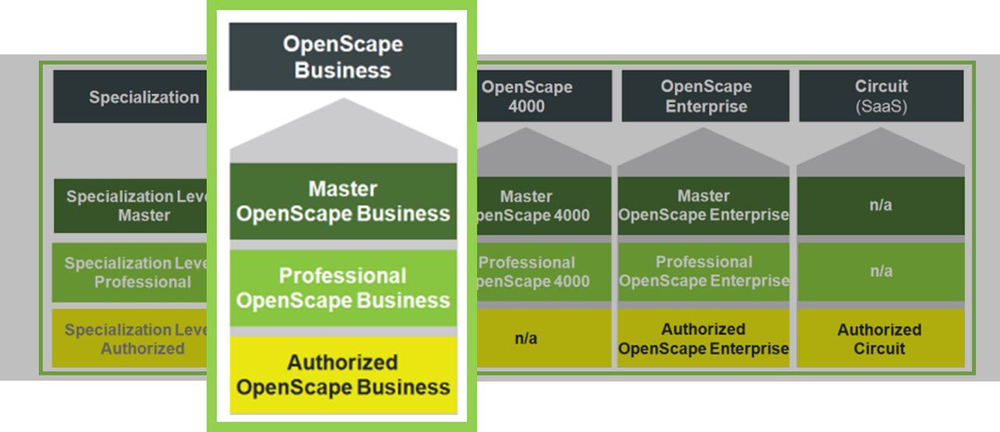 OpenScape
Business
Specialization
OpenScape
4000
OpenScape
Enterprise
Circuit
(SaaS)
Specialization Leve
Master
Master
OpenScape Business
Master
penScape 4000
Master
OpenScape Enterprise
n/a
Specialization Leve
Professional
Professional
OpenScape Business
Professional
penScape 4000
Professional
OpenScape Enterprise
n/a
Specialization Leve
Authorized
Authorized
OpenScape Business
n/a
Authorized
OpenScape Enterprise
Authorized
Circuit